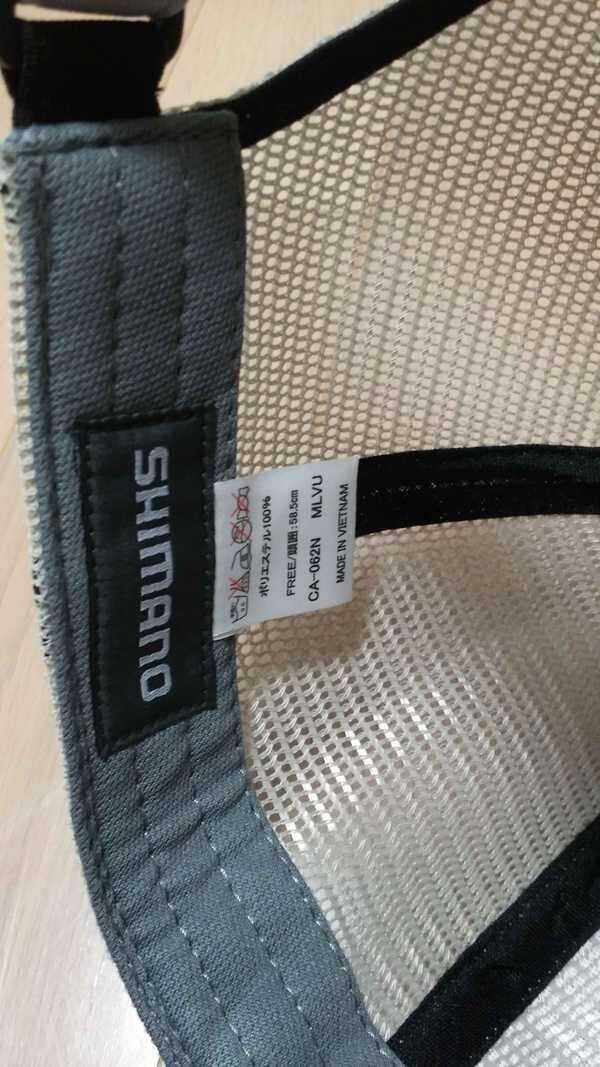 SHIMANO
ポリエステル100%
FREE/頭囲:58.5cm
CA-062N MLVU
MADE IN VIETNAM